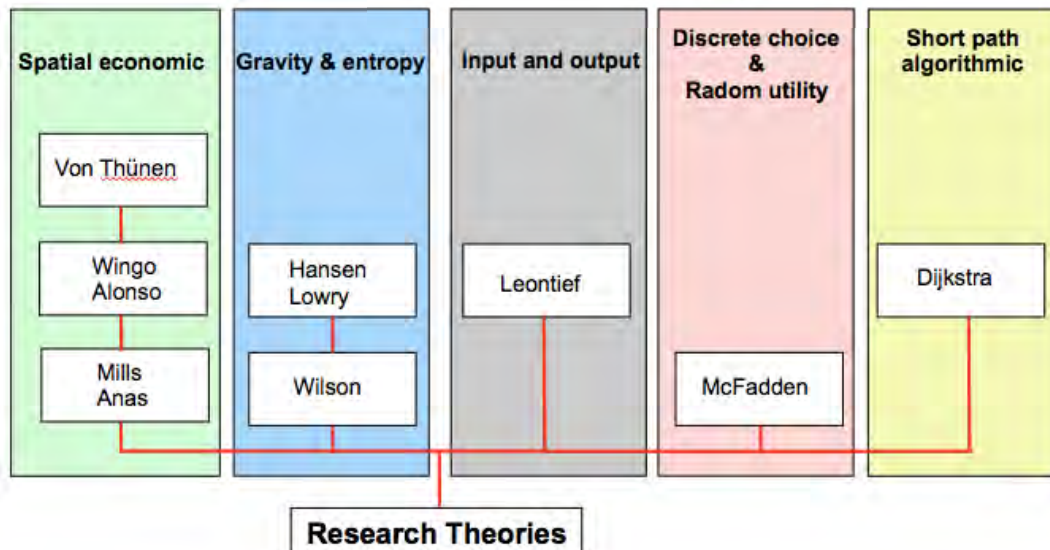 Spatial economic
Von Thünen
Wingo
Alonso
Mills
Anas
Gravity & entropy
Hansen
Lowry
Wilson
Input and output
Leontief
Discrete choice
&
Radom utility
McFadden
Short path
algorithmic
Dijkstra
Research Theories